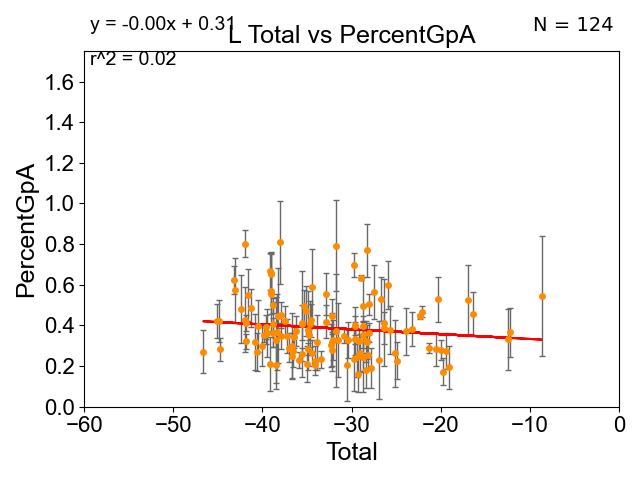 y = -0.00x + 0.31
N = 124
L Total vs PercentGpA
r^2 = 0.02
PercentGpA
1.6
1.4
1.2
1.0
0.8
0.6
0.4
0.2
0.0
−60
−50
−40
−30
−20
−10
0
Total